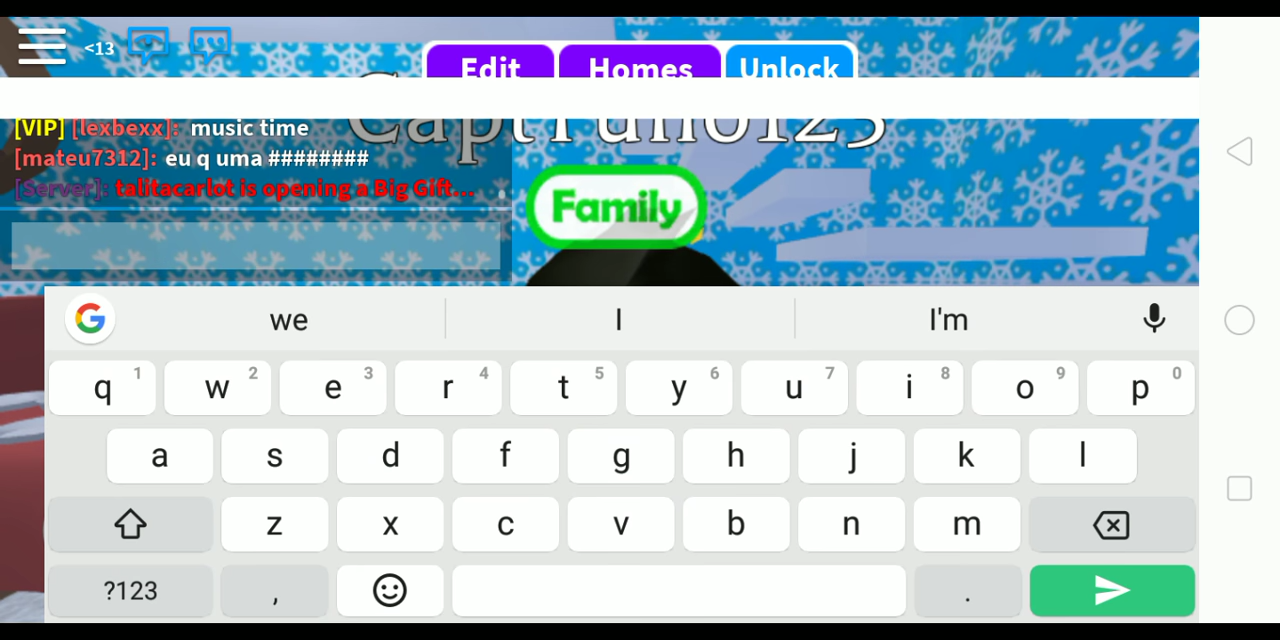 <13
Edit Homes Unlock
[VIP] [lexbexx]: music time
[mateu7312]: eu q uma ########
[Server]: talitacarlot is opening a Big Gift...
Family
G we I I'm
q 1 w 2 e 3 r 4 t 5 y 6 u 7 i 8 o 9 p 0
a s d f g h j k l
z x c v b n m
?123 , .